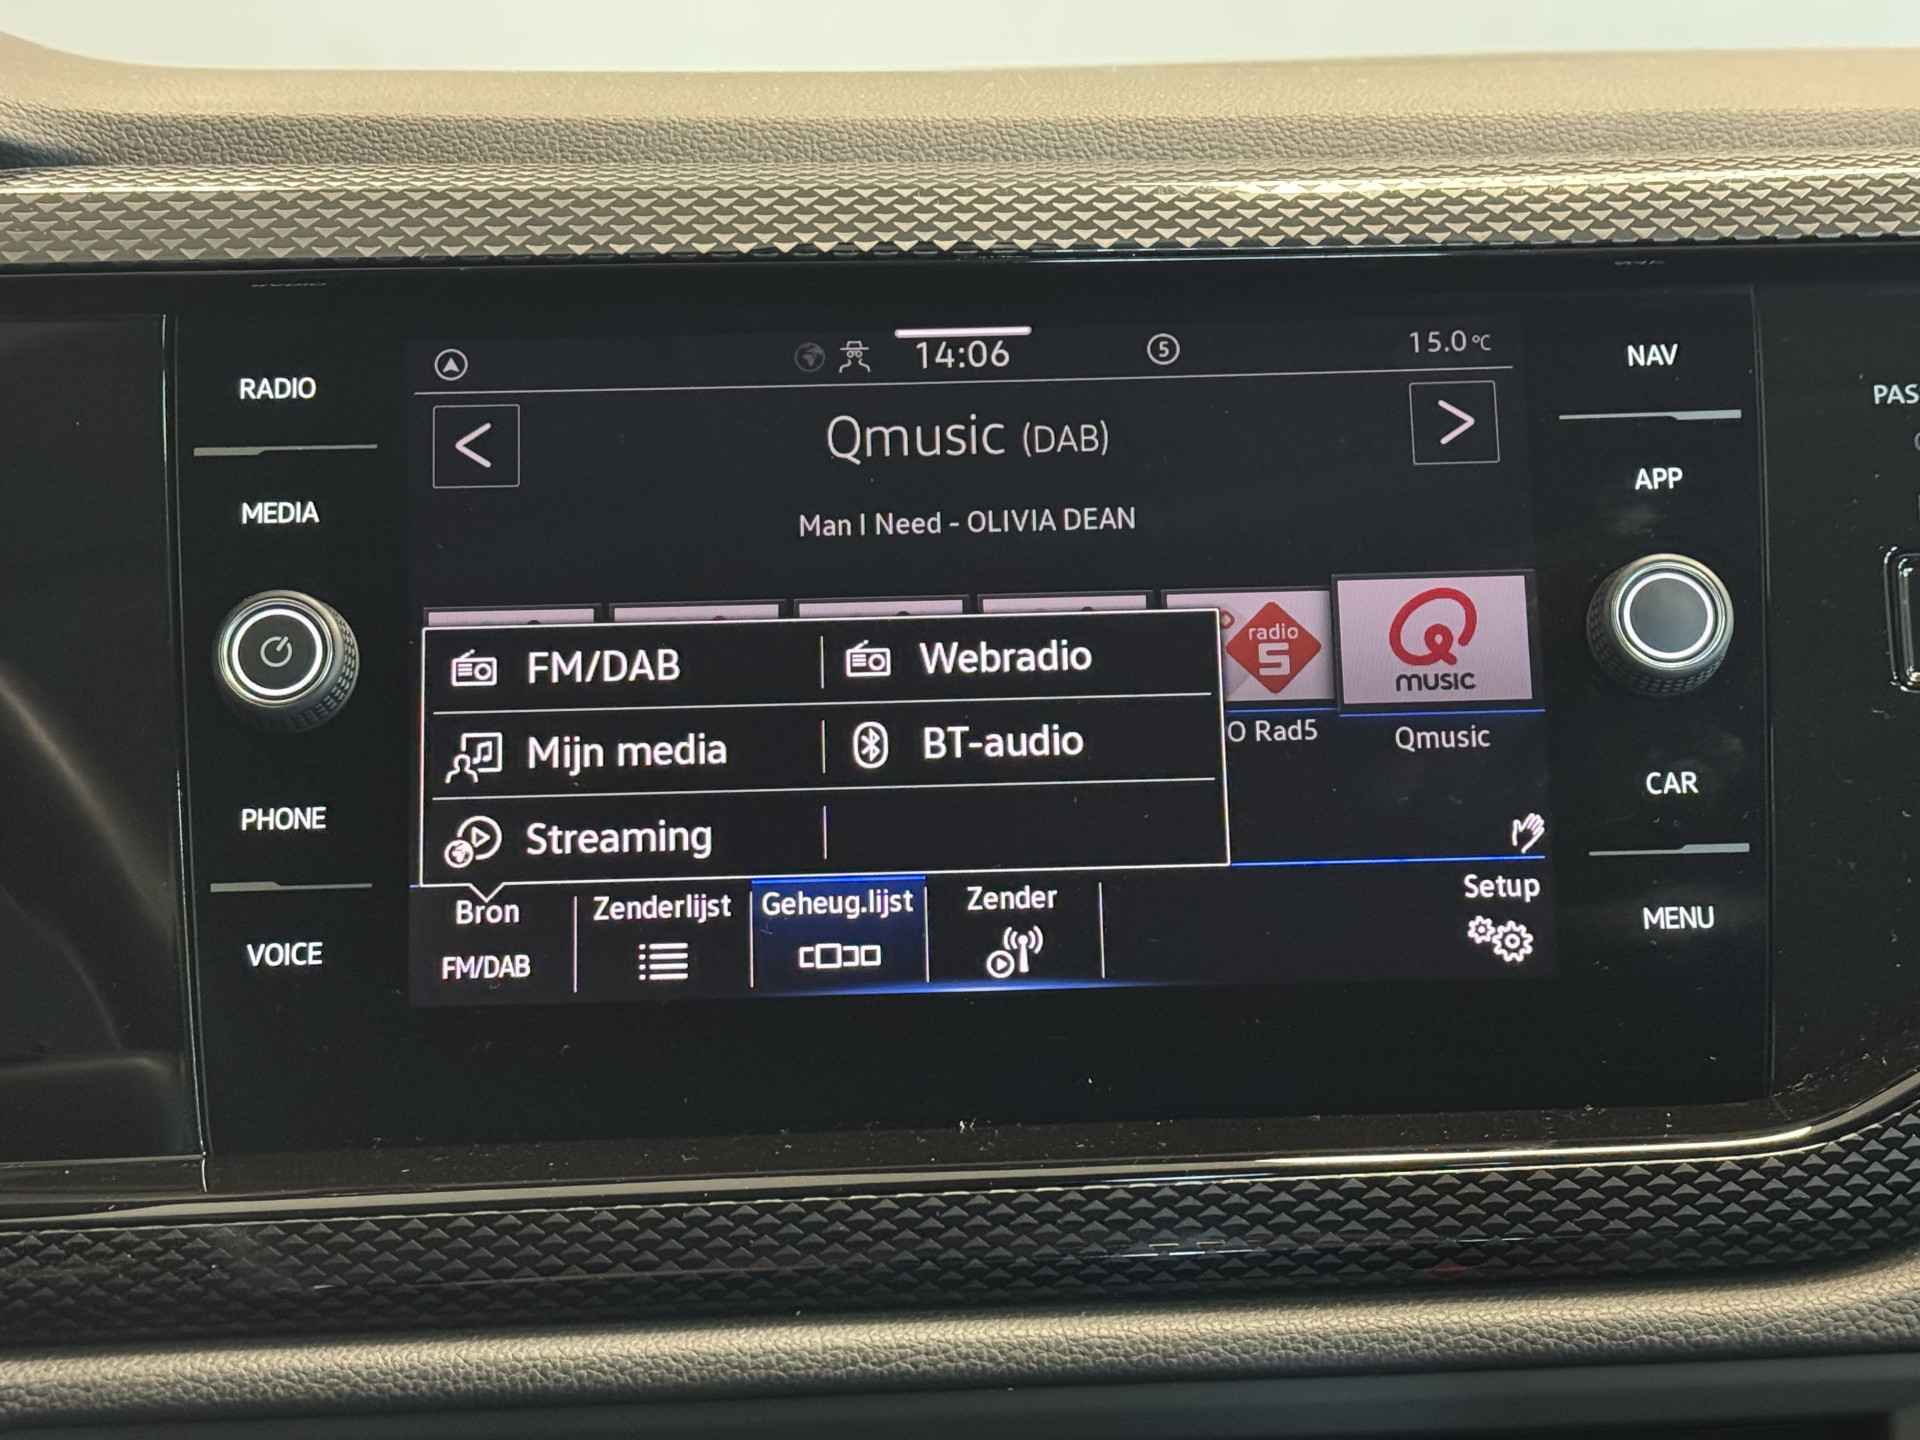 RADIO
MEDIA
PHONE
VOICE
14:06
5
15.0 °C
Qmusic (DAB)
Man I Need - OLIVIA DEAN
FM/DAB
Webradio
Mijn media
BT-audio
Streaming
radio
5
O Rad5
Q
MUSIC
Qmusic
Bron
FM/DAB
Zenderlijst
Geheug.lijst
Zender
Setup
NAV
APP
CAR
MENU
PAS